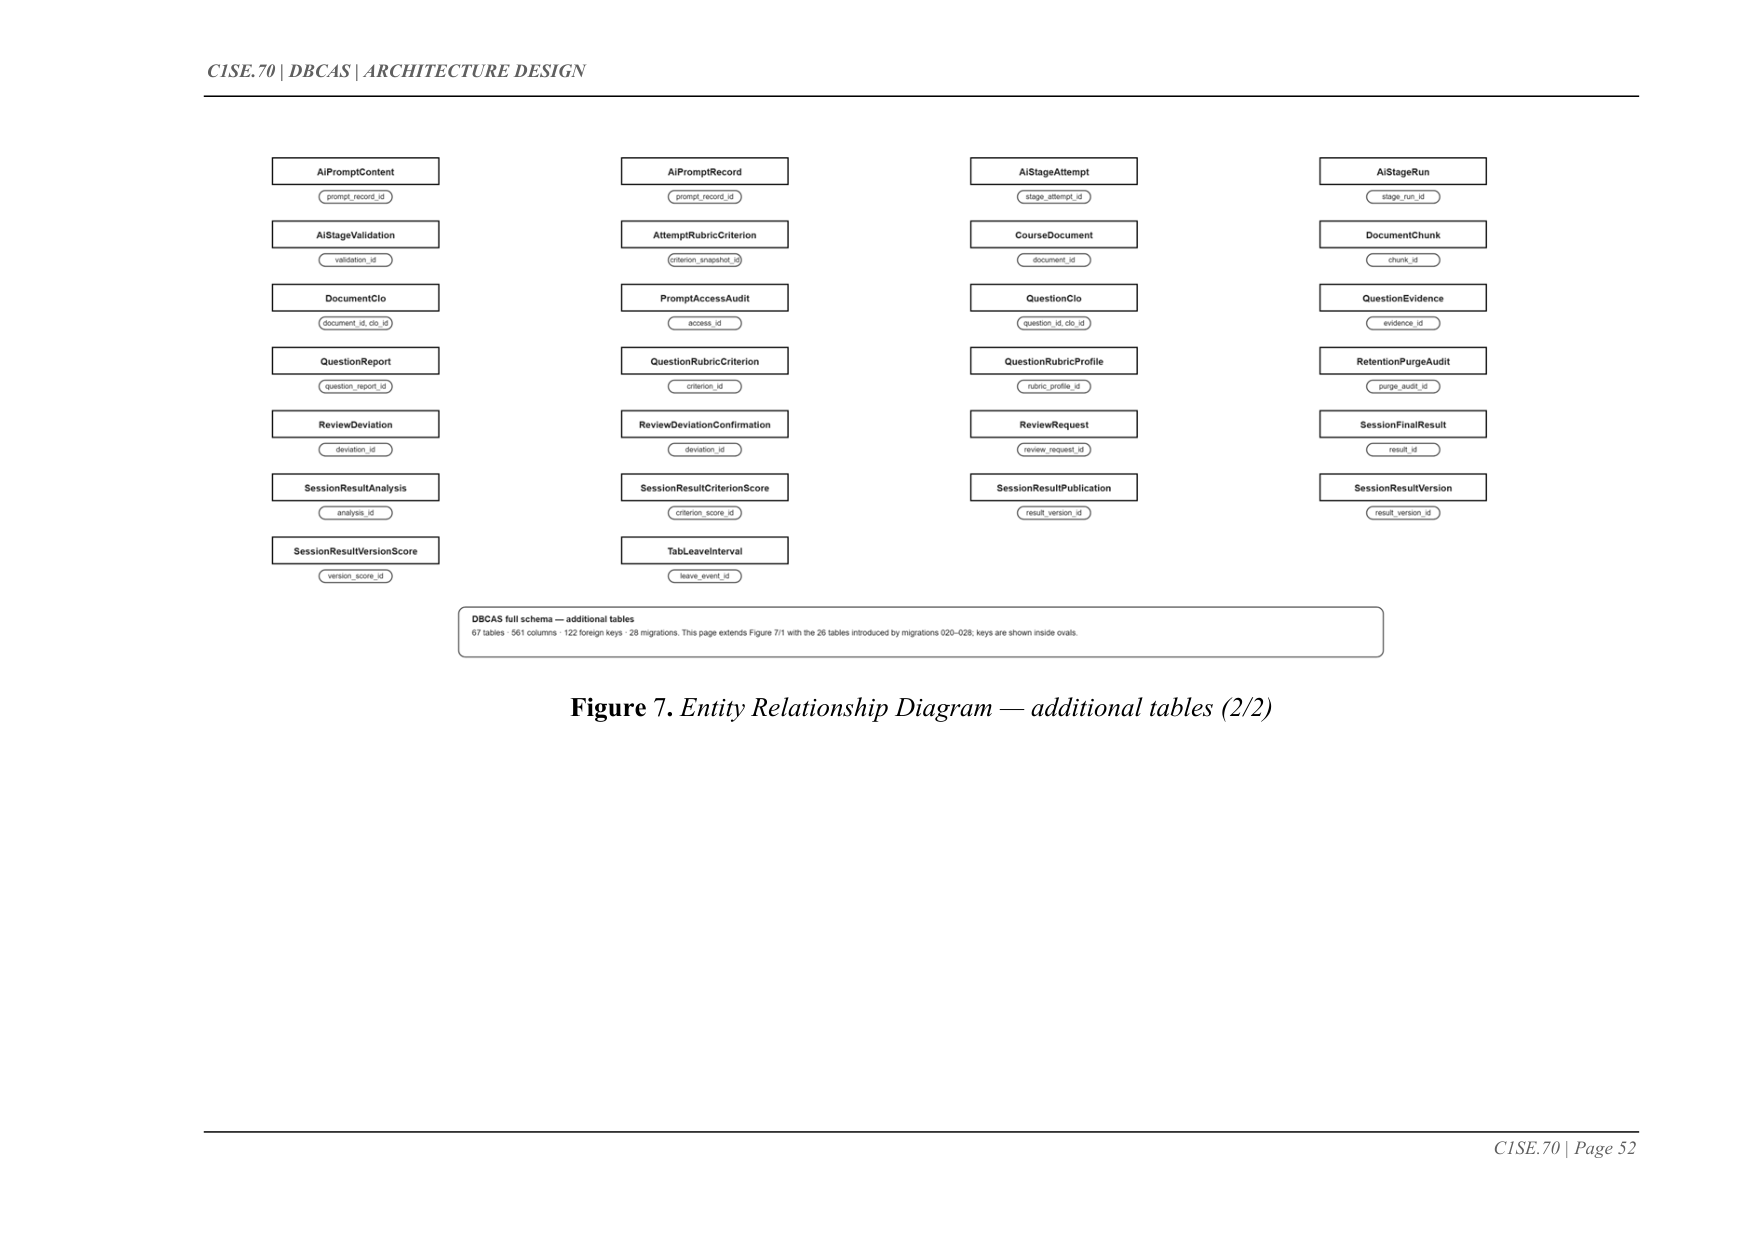 C1SE.70 | DBCAS | ARCHITECTURE DESIGN
AiPromptContent
prompt_record_id
AiPromptRecord
prompt_record_id
AiStageAttempt
stage_attempt_id
AiStageRun
stage_run_id
AiStageValidation
validation_id
AttemptRubricCriterion
criterion_snapshot_id
CourseDocument
document_id
DocumentChunk
chunk_id
DocumentClo
document_id, clo_id
PromptAccessAudit
access_id
QuestionClo
question_id, clo_id
QuestionEvidence
evidence_id
QuestionReport
question_report_id
QuestionRubricCriterion
criterion_id
QuestionRubricProfile
rubric_profile_id
RetentionPurgeAudit
purge_audit_id
ReviewDeviation
deviation_id
ReviewDeviationConfirmation
deviation_id
ReviewRequest
review_request_id
SessionFinalResult
result_id
SessionResultAnalysis
analysis_id
SessionResultCriterionScore
criterion_score_id
SessionResultPublication
result_version_id
SessionResultVersion
result_version_id
SessionResultVersionScore
version_score_id
TabLeaveInterval
leave_event_id
DBCAS full schema — additional tables
67 tables · 561 columns · 122 foreign keys · 28 migrations. This page extends Figure 7/1 with the 26 tables introduced by migrations 020–028; keys are shown inside ovals.
Figure 7. Entity Relationship Diagram — additional tables (2/2)
C1SE.70 | Page 52